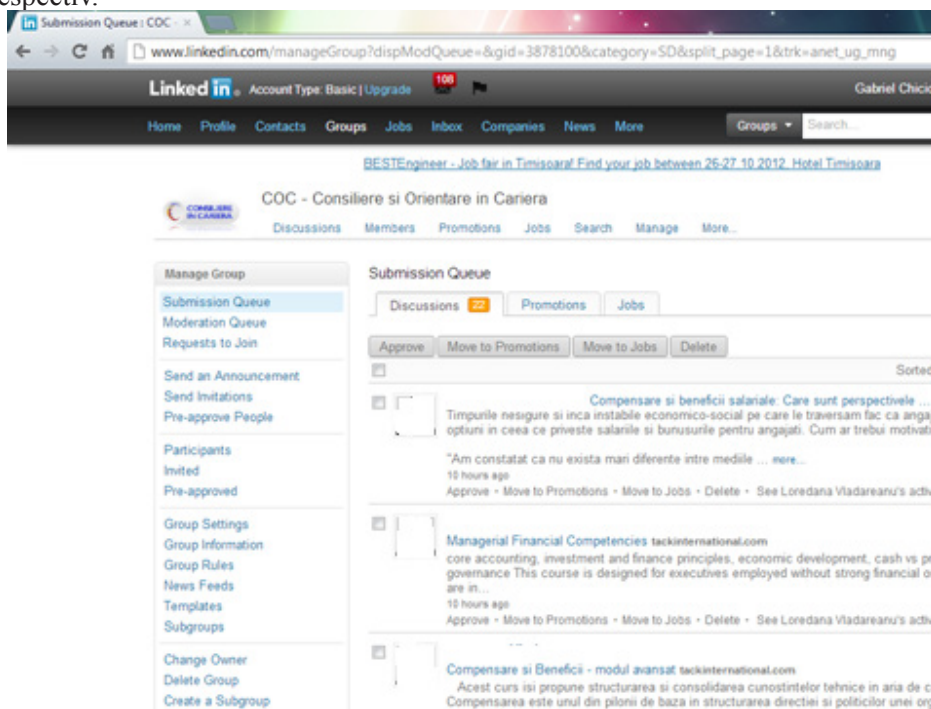 espectiv.
Submission Queue : COC -
www.linkedin.com/manageGroup?dispModQueue=&gid=3878100&category=SD&split_page=1&trk=anet_ug_mng
Linked in Account Type: Basic | Upgrade 108 Gabriel Chicio
Home Profile Contacts Groups Jobs Inbox Companies News More Groups Search...
BESTEngineer - Job fair in Timisoara! Find your job between 26-27.10.2012, Hotel Timisoara
CONSILIERE IN CARIERA
COC - Consiliere si Orientare in Cariera
Discussions Members Promotions Jobs Search Manage More...
Manage Group
Submission Queue
Moderation Queue
Requests to Join
Send an Announcement
Send Invitations
Pre-approve People
Participants
Invited
Pre-approved
Group Settings
Group Information
Group Rules
News Feeds
Templates
Subgroups
Change Owner
Delete Group
Create a Subgroup
Submission Queue
Discussions 22 Promotions Jobs
Approve Move to Promotions Move to Jobs Delete
Sorted
Compensare si beneficii salariale: Care sunt perspectivele ...
Timpurile nesigure si inca instabile economico-social pe care le traversam fac ca angaj
optiuni in ceea ce priveste salariile si bunusurile pentru angajati. Cum ar trebui motivati
"Am constatat ca nu exista mari diferente intre mediile ... more...
10 hours ago
Approve • Move to Promotions • Move to Jobs • Delete • See Loredana Vladareanu's activ
Managerial Financial Competencies tackinternational.com
core accounting, investment and finance principles, economic development, cash vs pr
governance This course is designed for executives employed without strong financial o
are in...
10 hours ago
Approve • Move to Promotions • Move to Jobs • Delete • See Loredana Vladareanu's activ
Compensare si Beneficii - modul avansat tackinternational.com
Acest curs isi propune structurarea si consolidarea cunostintelor tehnice in aria de c
Compensarea este unul din pilonii de baza in structurarea directiei si politicilor unei org